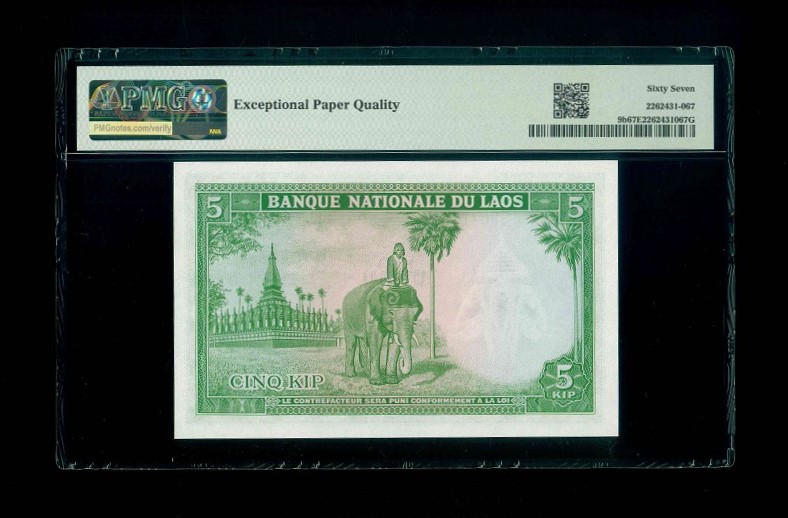 PMG
PMGnotes.com/verify
ANA
Exceptional Paper Quality
Sixty Seven
2262431-067
9b67E2262431067G
5 BANQUE NATIONALE DU LAOS 5
CINQ KIP
5
KIP
LE CONTREFACTEUR SERA PUNI CONFORMEMENT A LA LOI